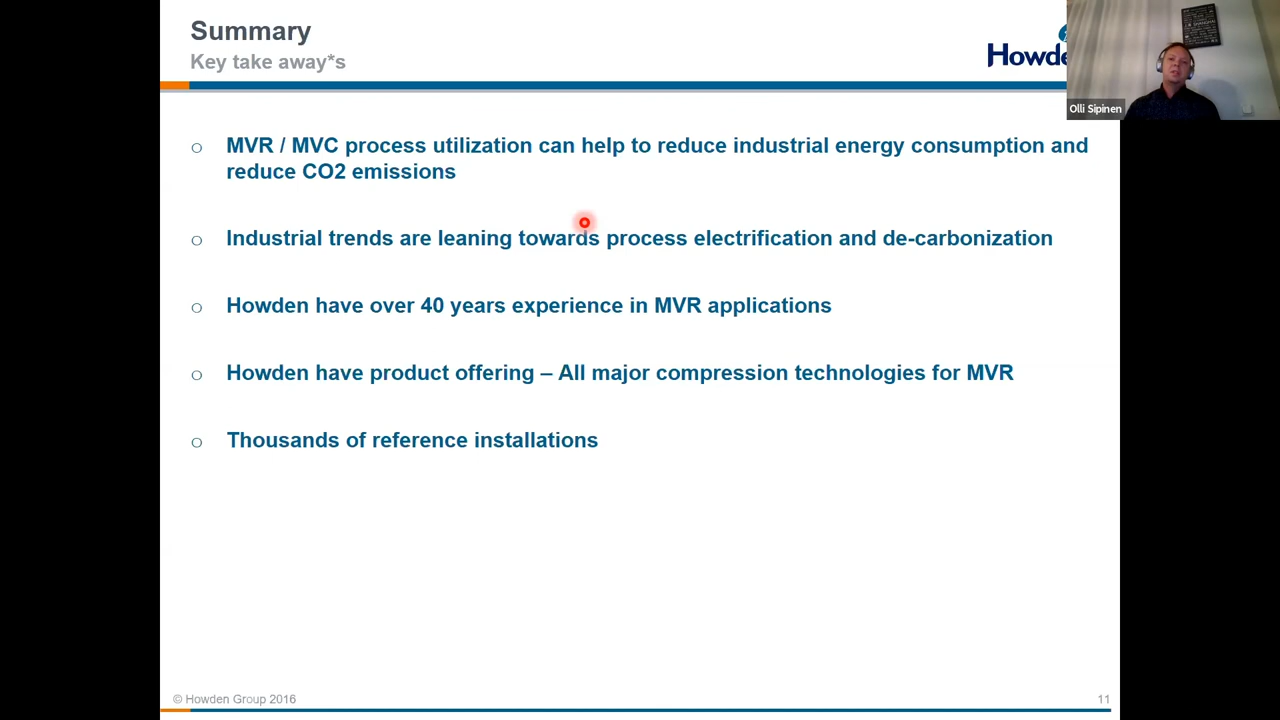 Summary
Key take away*s
Olli Sipinen
MVR / MVC process utilization can help to reduce industrial energy consumption and
reduce CO2 emissions
Industrial trends are leaning towards process electrification and de-carbonization
Howden have over 40 years experience in MVR applications
Howden have product offering – All major compression technologies for MVR
Thousands of reference installations
© Howden Group 2016
11